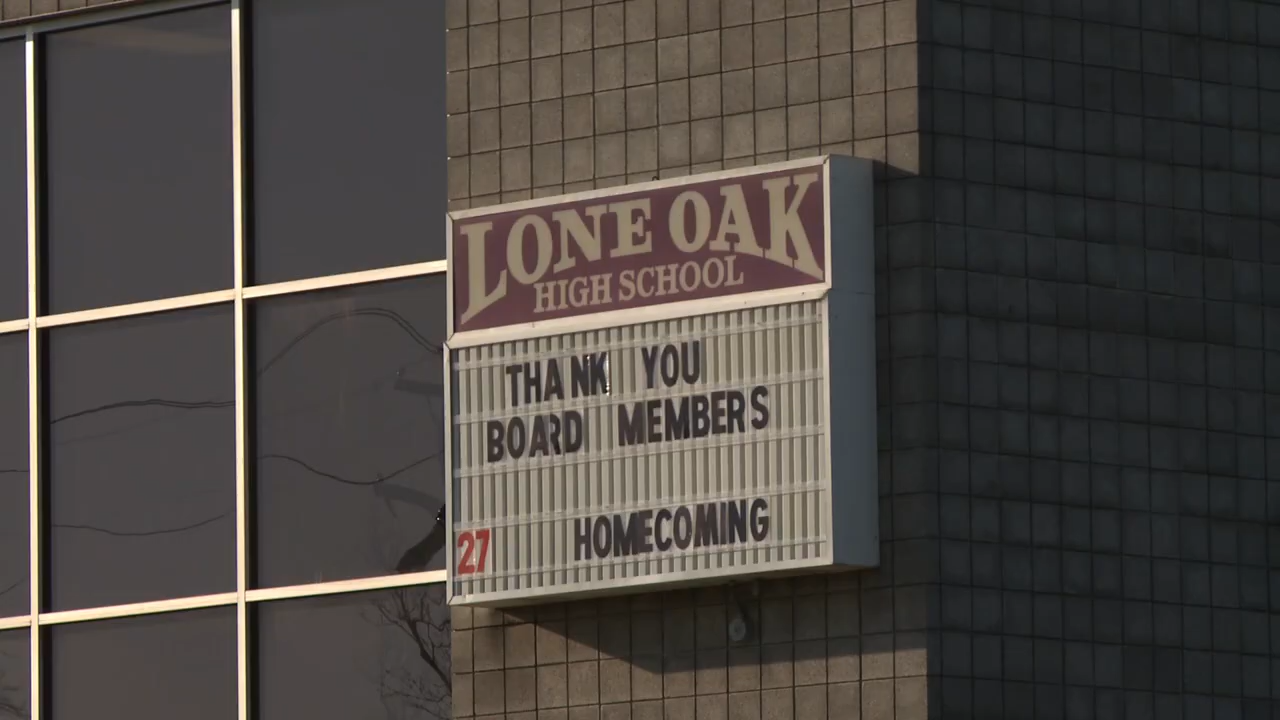 LONE OAK
HIGH SCHOOL
THANK YOU
BOARD MEMBERS
27 HOMECOMING